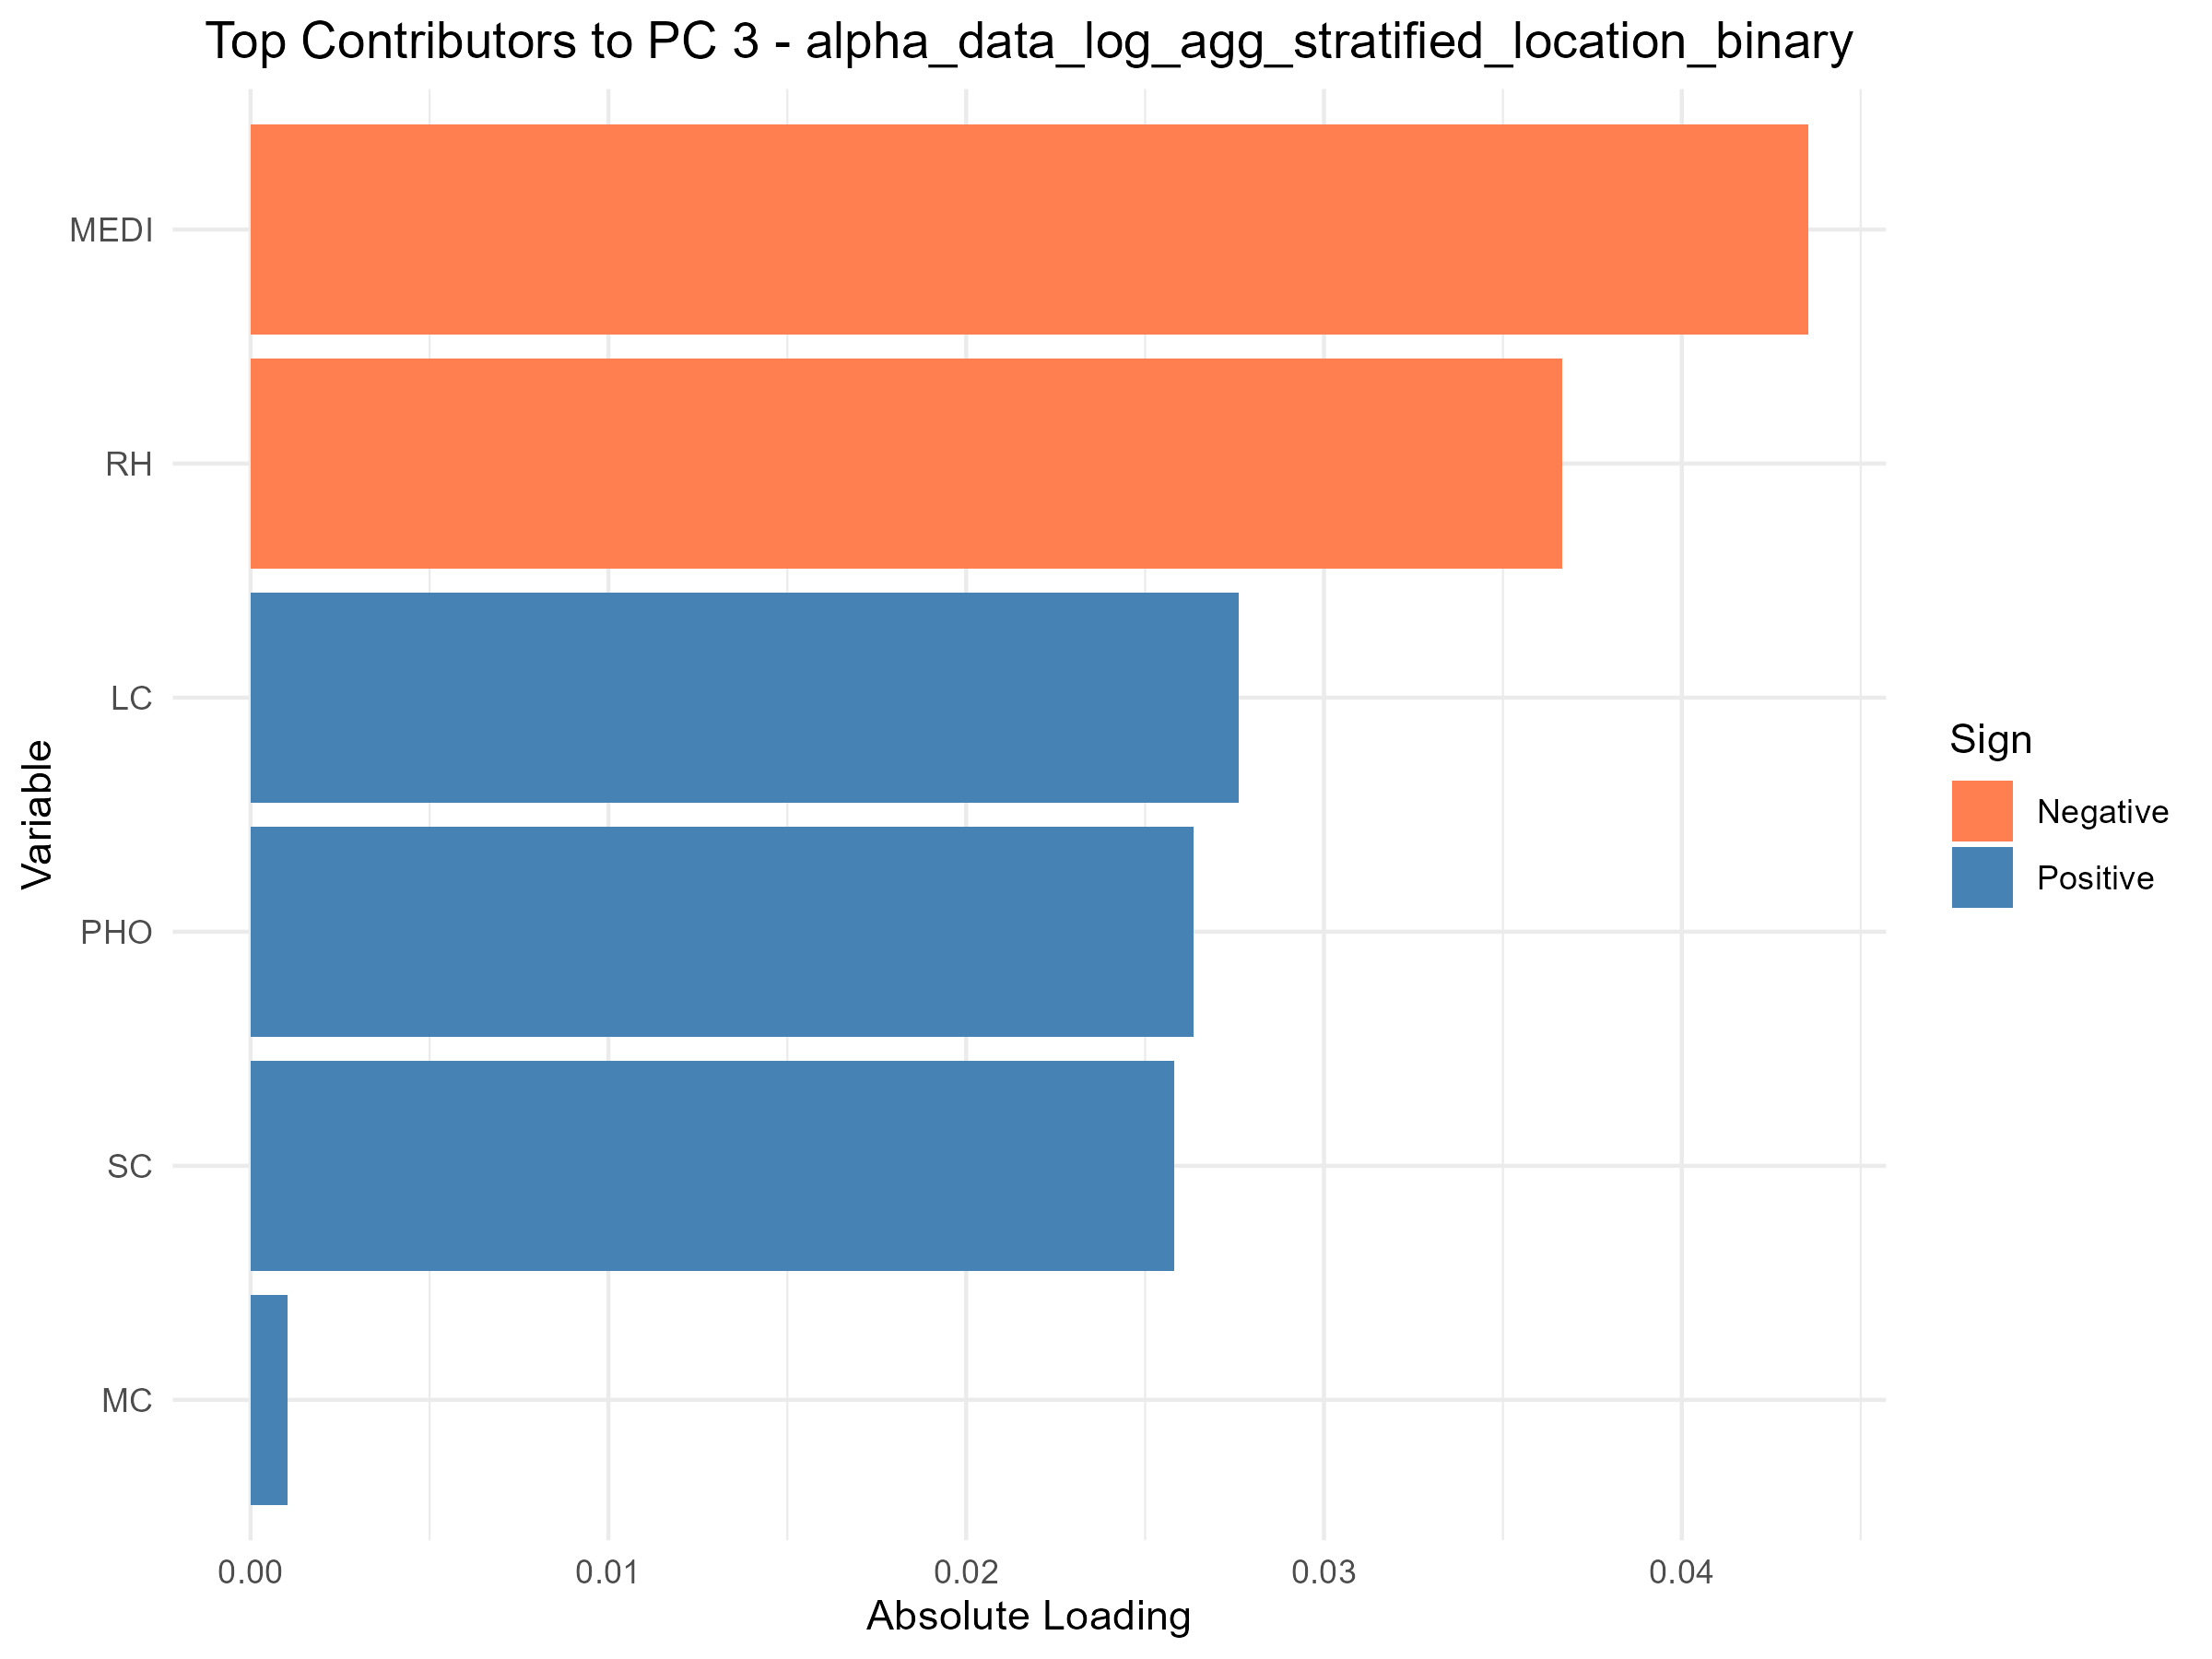 Top Contributors to PC 3 - alpha_data_log_agg_stratified_location_binary
Variable
MEDI
RH
LC
PHO
SC
MC
0.00 0.01 0.02 0.03 0.04
Absolute Loading
Sign
Negative
Positive